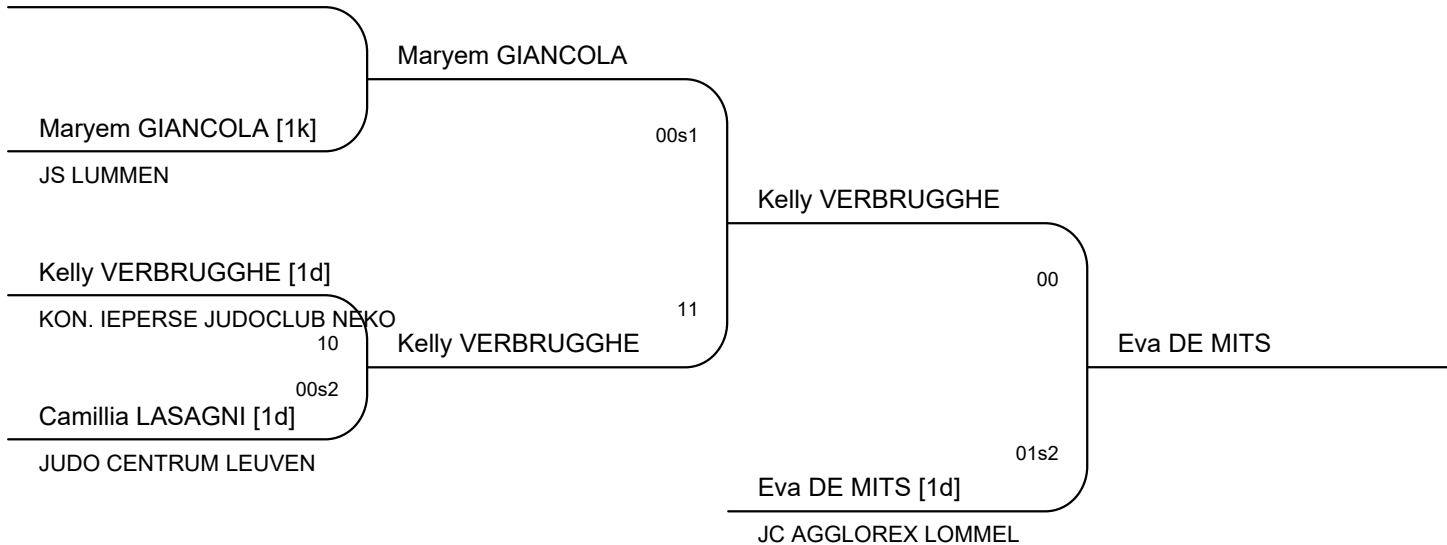 Maryem GIANCOLA
Maryem GIANCOLA [1k]
00s1
JS LUMMEN
Kelly VERBRUGGHE
Kelly VERBRUGGHE [1d]
00
KON. IEPERSE JUDOCLUB NEKO
11
10
Kelly VERBRUGGHE
Eva DE MITS
00s2
Camillia LASAGNI [1d]
01s2
JUDO CENTRUM LEUVEN
Eva DE MITS [1d]
JC AGGLOREX LOMMEL